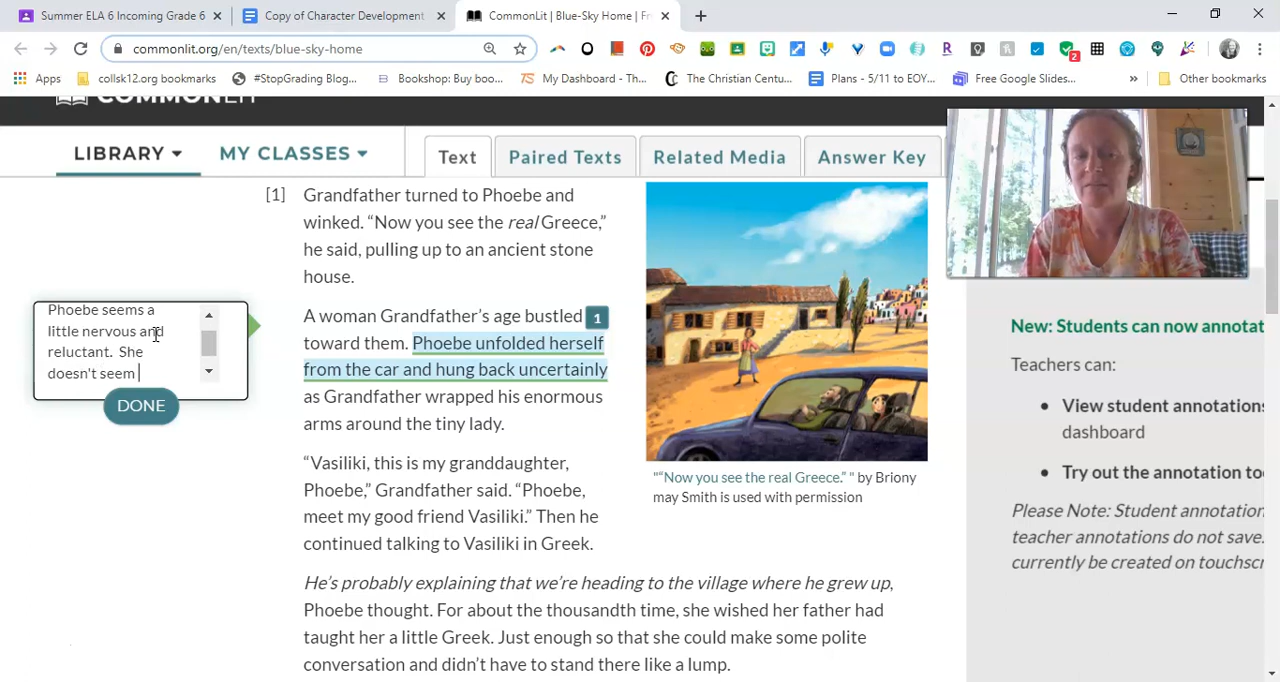 Summer ELA 6 Incoming Grade 6
Copy of Character Development
CommonLit | Blue-Sky Home | Fr
commonlit.org/en/texts/blue-sky-home
2
Apps
collsk12.org bookmarks
#StopGrading Blog...
Bookshop: Buy boo...
TS My Dashboard - Th...
The Christian Centu...
Plans - 5/11 to EOY...
Free Google Slides...
»
Other bookmarks
COMMONLIT
LIBRARY
MY CLASSES
Text
Paired Texts
Related Media
Answer Key
[1]
Grandfather turned to Phoebe and
winked. “Now you see the real Greece,”
he said, pulling up to an ancient stone
house.
A woman Grandfather’s age bustled
1
toward them. Phoebe unfolded herself
from the car and hung back uncertainly
as Grandfather wrapped his enormous
arms around the tiny lady.
“Vasiliki, this is my granddaughter,
Phoebe,” Grandfather said. “Phoebe,
meet my good friend Vasiliki.” Then he
continued talking to Vasiliki in Greek.
He’s probably explaining that we’re heading to the village where he grew up,
Phoebe thought. For about the thousandth time, she wished her father had
taught her a little Greek. Just enough so that she could make some polite
conversation and didn’t have to stand there like a lump.
Phoebe seems a
little nervous and
reluctant. She
doesn't seem
DONE
"“Now you see the real Greece.” " by Briony
may Smith is used with permission
New: Students can now annotat
Teachers can:
View student annotations
dashboard
Try out the annotation to
Please Note: Student annotation
teacher annotations do not save.
currently be created on touchscr